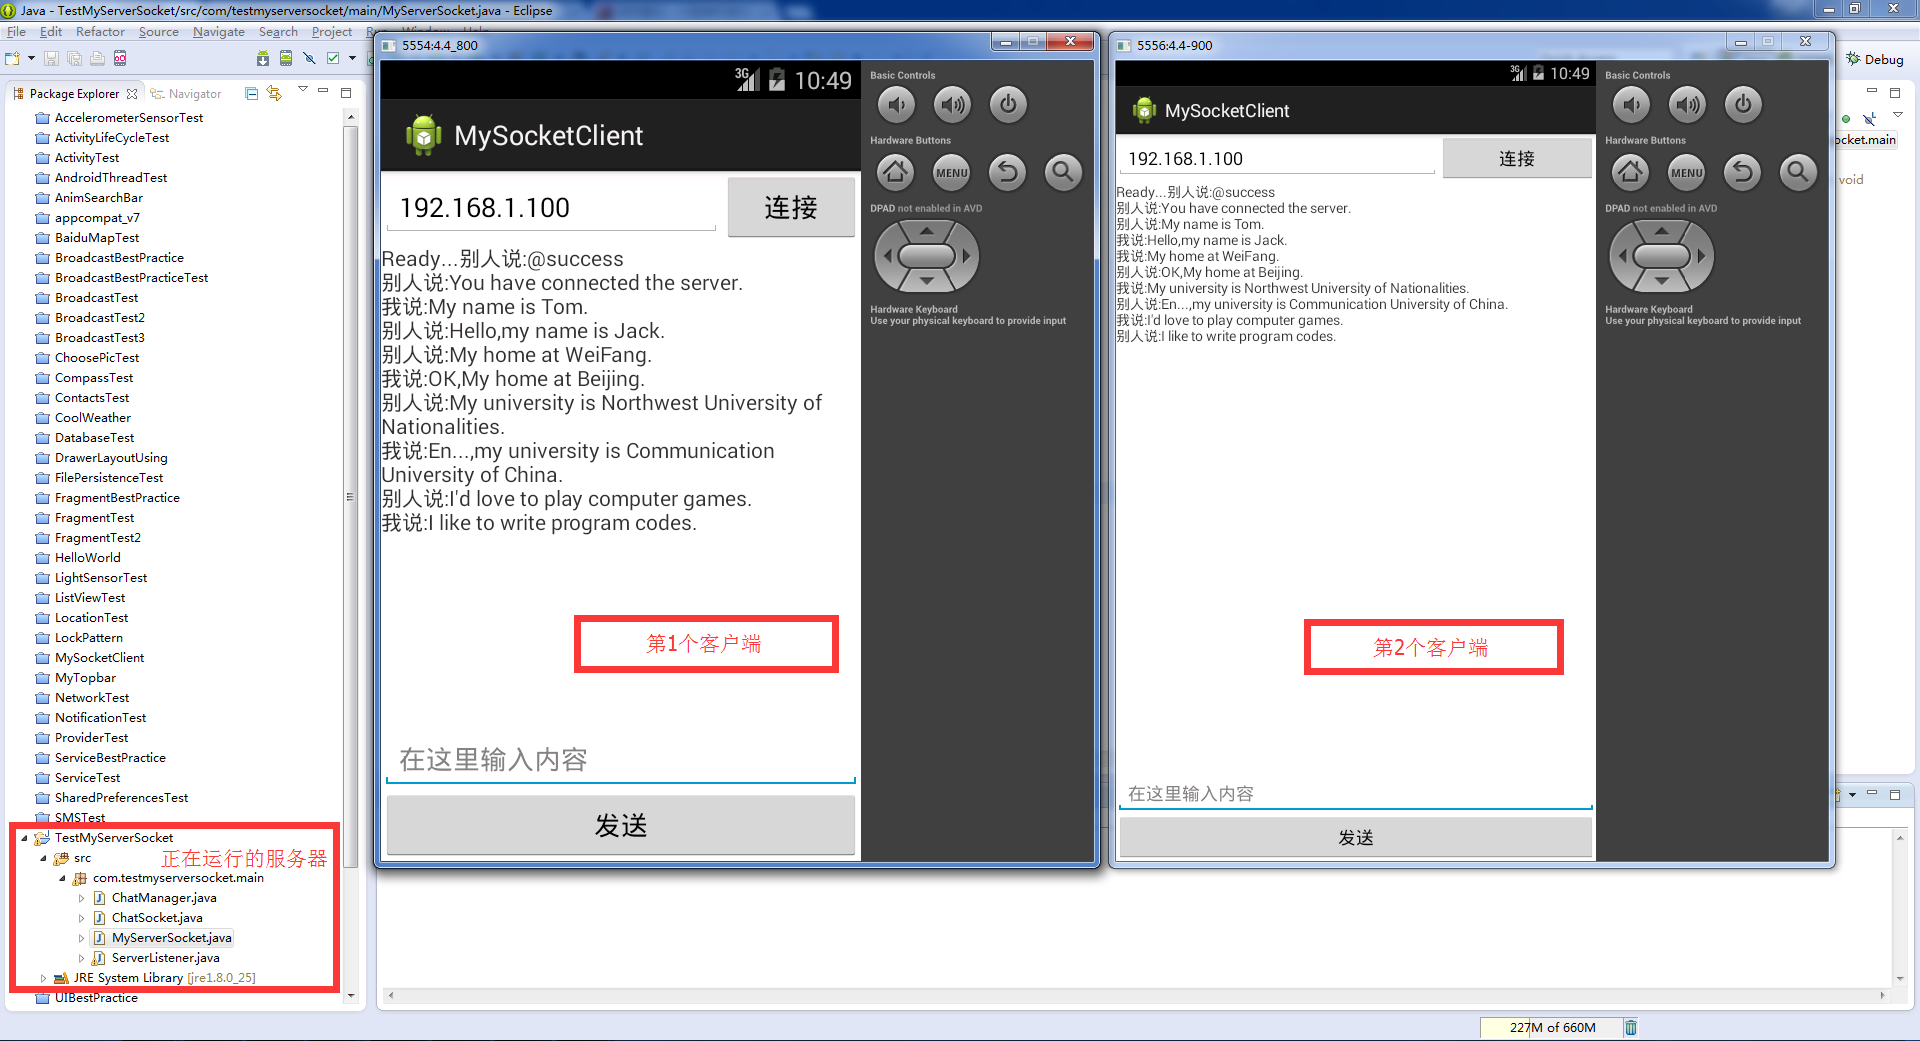 Java - TestMyServerSocket/src/com/testmyserversocket/main/MyServerSocket.java - Eclipse
File Edit Refactor Source Navigate Search Project
Debug
Package Explorer Navigator
AccelerometerSensorTest
ActivityLifeCycleTest
ActivityTest
AndroidThreadTest
AnimSearchBar
appcompat_v7
BaiduMapTest
BroadcastBestPractice
BroadcastBestPracticeTest
BroadcastTest
BroadcastTest2
BroadcastTest3
ChoosePicTest
CompassTest
ContactsTest
CoolWeather
DatabaseTest
DrawerLayoutUsing
FilePersistenceTest
FragmentBestPractice
FragmentTest
FragmentTest2
HelloWorld
LightSensorTest
ListViewTest
LocationTest
LockPattern
MySocketClient
MyTopbar
NetworkTest
NotificationTest
ProviderTest
ServiceBestPractice
ServiceTest
SharedPreferencesTest
SMSTest
TestMyServerSocket
src
正在运行的服务器
com.testmyserversocket.main
ChatManager.java
ChatSocket.java
MyServerSocket.java
ServerListener.java
JRE System Library [jre1.8.0_25]
UIBestPractice
5554:4.4_800
3G 10:49
MySocketClient
192.168.1.100 连接
Ready...别人说:@success
别人说:You have connected the server.
我说:My name is Tom.
别人说:Hello,my name is Jack.
别人说:My home at WeiFang.
我说:OK,My home at Beijing.
别人说:My university is Northwest University of
Nationalities.
我说:En...,my university is Communication
University of China.
别人说:I'd love to play computer games.
我说:I like to write program codes.
第1个客户端
在这里输入内容
发送
Basic Controls
Hardware Buttons
MENU
DPAD not enabled in AVD
Hardware Keyboard
Use your physical keyboard to provide input
5556:4.4-900
3G 10:49
MySocketClient
192.168.1.100 连接
Ready...别人说:@success
别人说:You have connected the server.
别人说:My name is Tom.
我说:Hello,my name is Jack.
我说:My home at WeiFang.
别人说:OK,My home at Beijing.
我说:My university is Northwest University of Nationalities.
别人说:En...,my university is Communication University of China.
我说:I'd love to play computer games.
别人说:I like to write program codes.
第2个客户端
在这里输入内容
发送
Basic Controls
Hardware Buttons
MENU
DPAD not enabled in AVD
Hardware Keyboard
Use your physical keyboard to provide input
ocket.main
void
227M of 660M